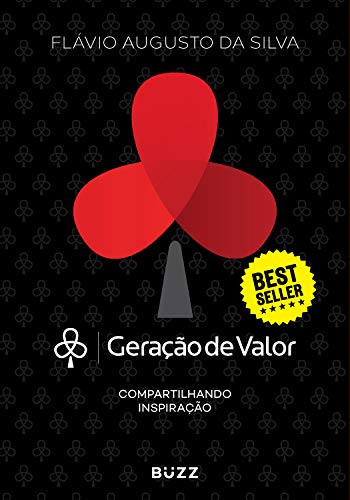 FLÁVIO AUGUSTO DA SILVA
BEST
SELLER
Geração de Valor
COMPARTILHANDO
INSPIRAÇÃO
BUZZ